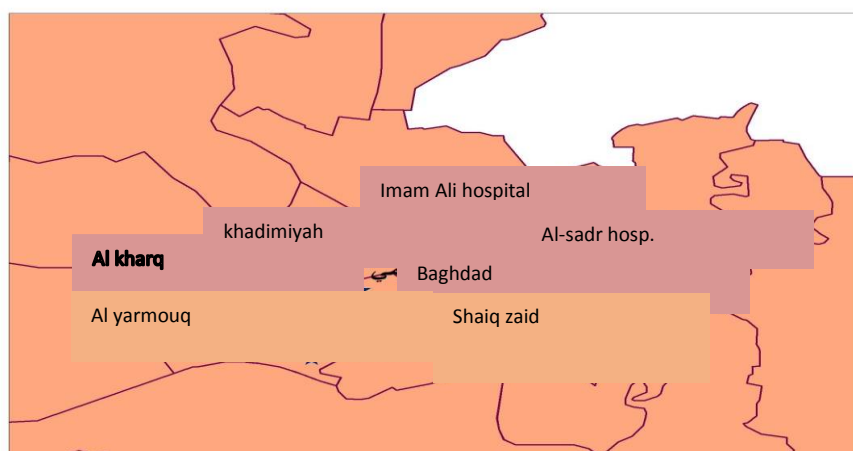 Imam Ali hospital
khadimiyah
Al-sadr hosp.
Al kharq
Baghdad
Al yarmouq
Shaiq zaid